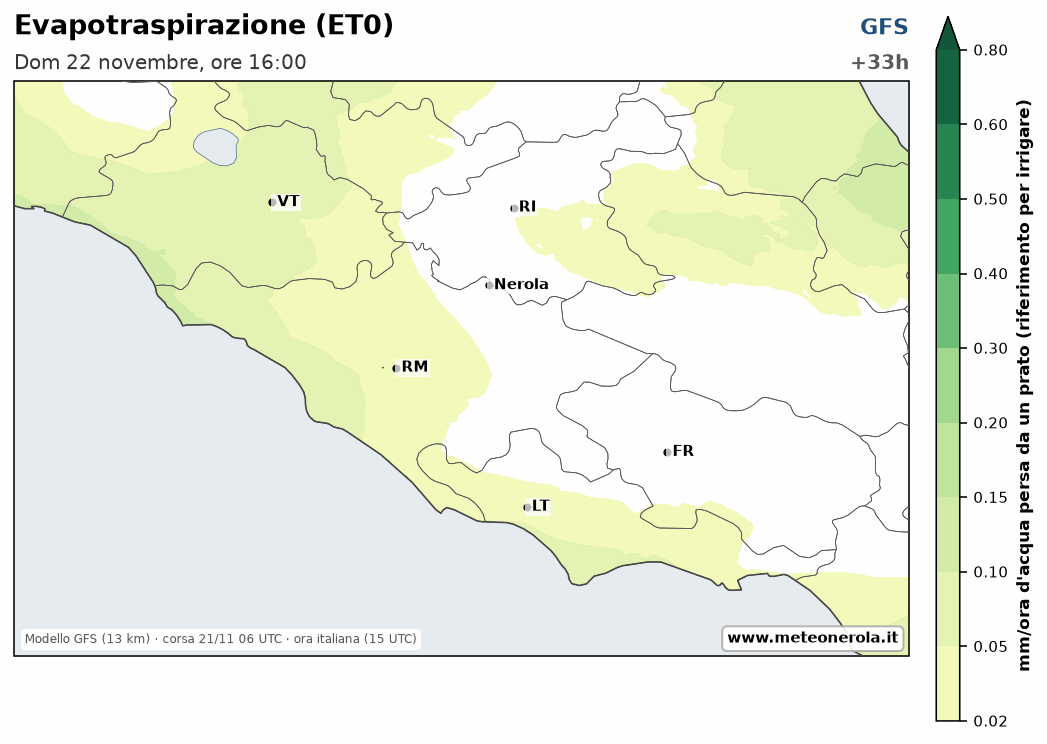 Evapotraspirazione (ET0)
GFS
Dom 22 novembre, ore 16:00
+33h
VT
RI
Nerola
RM
FR
LT
Modello GFS (13 km) · corsa 21/11 06 UTC · ora italiana (15 UTC)
www.meteonerola.it
0.80
0.60
0.50
0.40
0.30
0.20
0.15
0.10
0.05
0.02
mm/ora d'acqua persa da un prato (riferimento per irrigare)